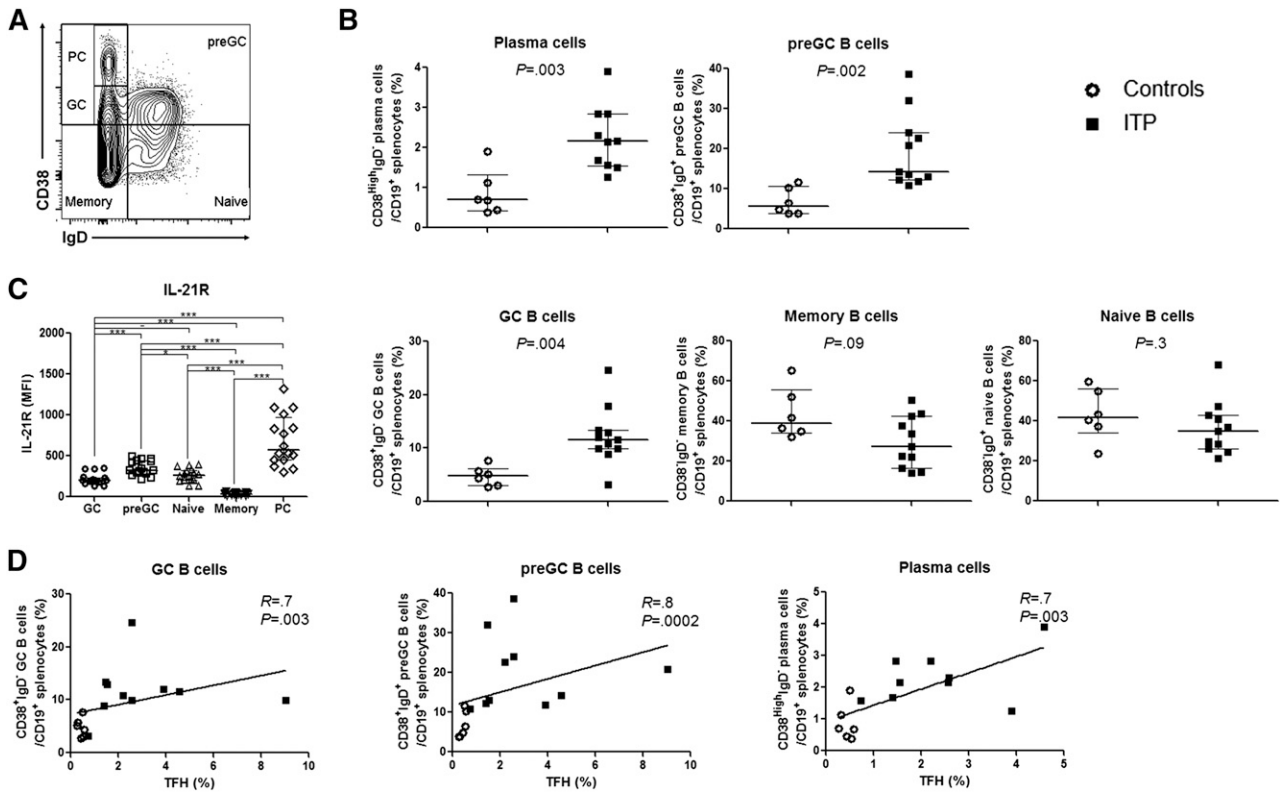 A
PC
preGC
GC
Memory
Naive
CD38
IgD
B
Plasma cells
P=.003
CD38HighIgD- plasma cells
/CD19+ splenocytes (%)
4
3
2
1
0
preGC B cells
P=.002
CD38+IgD+ preGC B cells
/CD19+ splenocytes (%)
40
30
20
10
0
Controls
ITP
C
IL-21R
***
***
-
***
***
***
*
***
***
***
IL-21R (MFI)
2000
1500
1000
500
0
GC preGC Naive Memory PC
GC B cells
P=.004
CD38+IgD- GC B cells
/CD19+ splenocytes (%)
30
20
10
0
Memory B cells
P=.09
CD38-IgD- memory B cells
/CD19+ splenocytes (%)
80
60
40
20
0
Naive B cells
P=.3
CD38-IgD+ naive B cells
/CD19+ splenocytes (%)
80
60
40
20
0
D
GC B cells
R=.7
P=.003
CD38+IgD- GC B cells
/CD19+ splenocytes (%)
30
20
10
0
0 2 4 6 8 10
TFH (%)
preGC B cells
R=.8
P=.0002
CD38+IgD+ preGC B cells
/CD19+ splenocytes (%)
40
30
20
10
0
0 2 4 6 8 10
TFH (%)
Plasma cells
R=.7
P=.003
CD38HighIgD- plasma cells
/CD19+ splenocytes (%)
5
4
3
2
1
0
0 1 2 3 4 5
TFH (%)